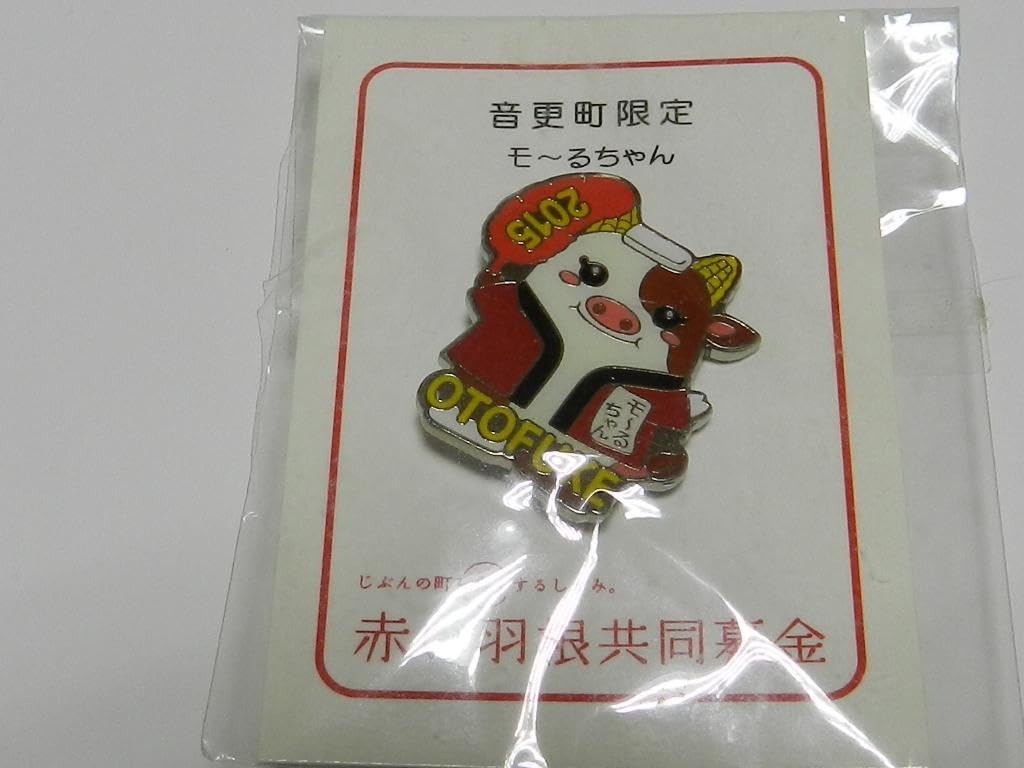 音更町限定
モ〜るちゃん
2015
OTOFUKE
モ〜る
ちゃん
じぶんの町 するし み。
赤 羽根共同募金